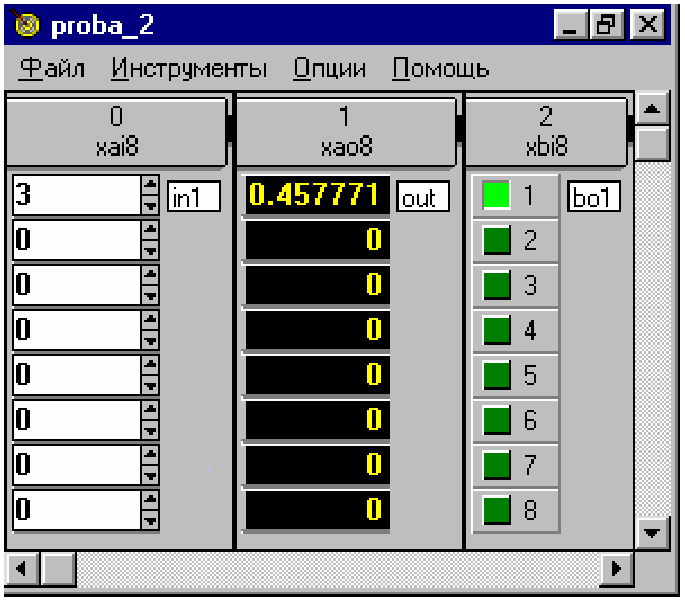 proba_2
Файл Инструменты Опции Помощь
0 1 2
xai8 xao8 xbi8
3 in1 0.457771 out 1 bo1
0 0 2
0 0 3
0 0 4
0 0 5
0 0 6
0 0 7
0 0 8